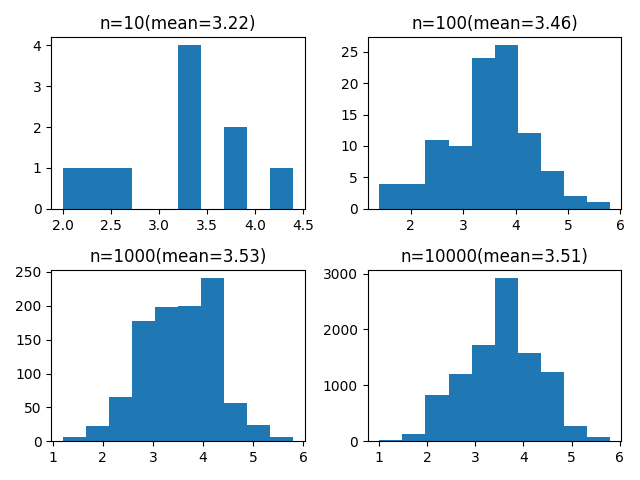 n=10(mean=3.22)
4
3
2
1
0
2.0 2.5 3.0 3.5 4.0 4.5
n=100(mean=3.46)
25
20
15
10
5
0
2 3 4 5 6
n=1000(mean=3.53)
250
200
150
100
50
0
1 2 3 4 5 6
n=10000(mean=3.51)
3000
2000
1000
0
1 2 3 4 5 6